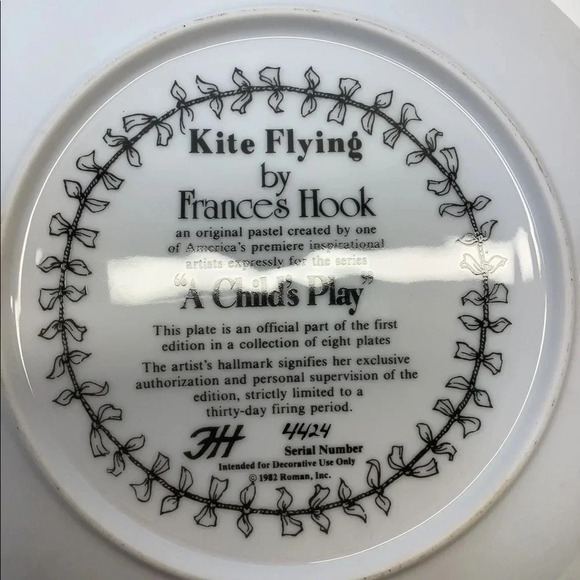 Kite Flying
by
Frances Hook
an original pastel created by one
of America's premiere inspirational
artists expressly for the series
"A Child's Play"
This plate is an official part of the first
edition in a collection of eight plates
The artist's hallmark signifies her exclusive
authorization and personal supervision of the
edition, strictly limited to a
thirty-day firing period.
FH 4424
Serial Number
Intended for Decorative Use Only
© 1982 Roman, Inc.